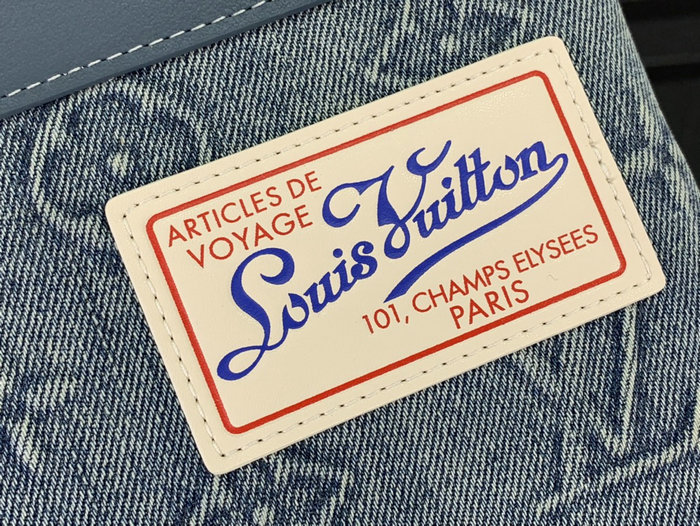 ARTICLES DE
VOYAGE
Louis Vuitton
101, CHAMPS ELYSEES
PARIS